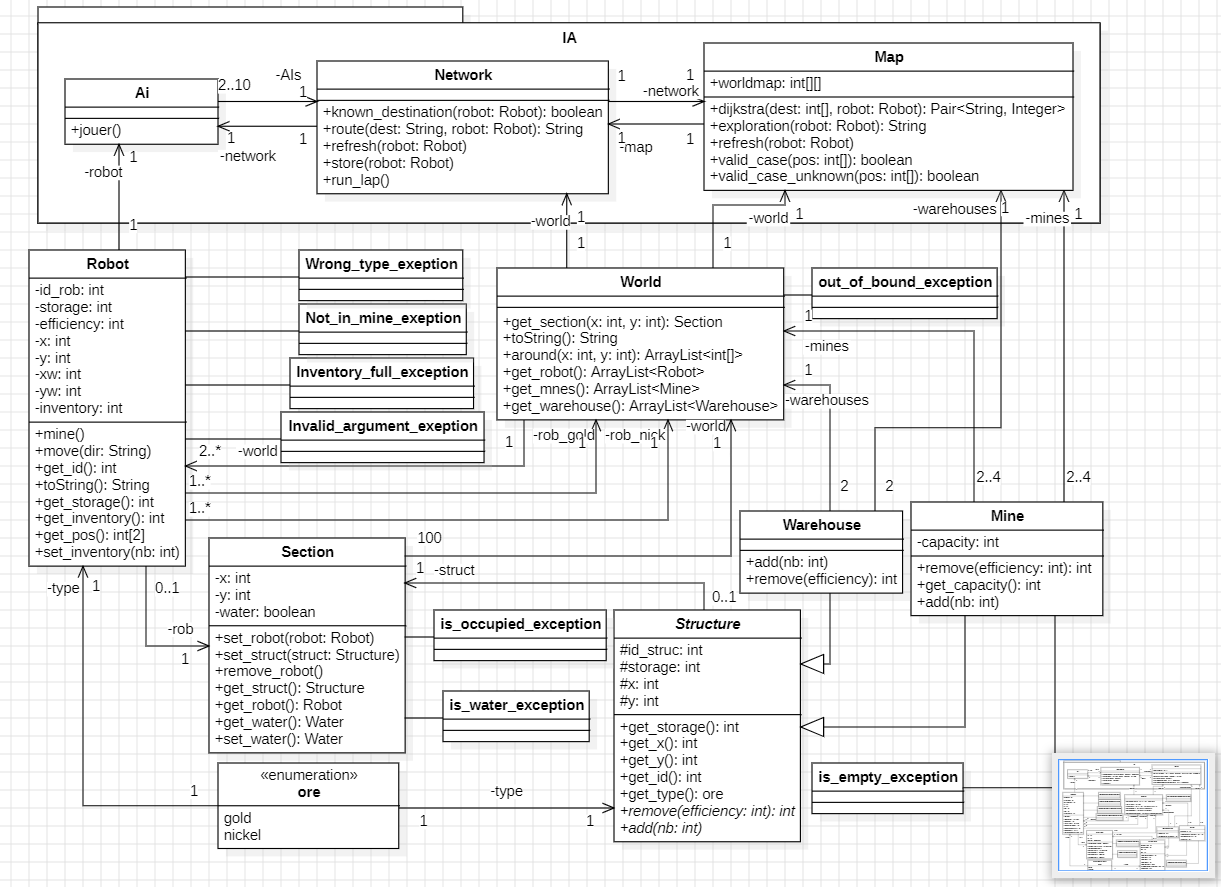 IA
Ai
+jouer()
2..10
-AIs
1
1
-network
1
Network
+known_destination(robot: Robot): boolean
+route(dest: String, robot: Robot): String
+refresh(robot: Robot)
+store(robot: Robot)
+run_lap()
1
1
-network
1
-map
1
Map
+worldmap: int[][]
+dijkstra(dest: int[], robot: Robot): Pair<String, Integer>
+exploration(robot: Robot): String
+refresh(robot: Robot)
+valid_case(pos: int[]): boolean
+valid_case_unknown(pos: int[]): boolean
1
-robot
1
-world
1
1
-world
1
1
-warehouses
1
-mines
1
Robot
-id_rob: int
-storage: int
-efficiency: int
-x: int
-y: int
-xw: int
-yw: int
-inventory: int
+mine()
+move(dir: String)
+get_id(): int
+toString(): String
+get_storage(): int
+get_inventory(): int
+get_pos(): int[2]
+set_inventory(nb: int)
Wrong_type_exeption
Not_in_mine_exeption
Inventory_full_exception
Invalid_argument_exeption
World
+get_section(x: int, y: int): Section
+toString(): String
+around(x: int, y: int): ArrayList<int[]>
+get_robot(): ArrayList<Robot>
+get_mnes(): ArrayList<Mine>
+get_warehouse(): ArrayList<Warehouse>
out_of_bound_exception
1
-mines
1
-warehouses
2..*
-world
1
-rob_gold
1
-rob_nick
1
-world
1
1..*
1..*
2
2
2..4
2..4
Warehouse
+add(nb: int)
+remove(efficiency): int
Mine
-capacity: int
+remove(efficiency: int): int
+get_capacity(): int
+add(nb: int)
100
1
-struct
0..1
-type
1
0..1
-rob
1
Section
-x: int
-y: int
-water: boolean
+set_robot(robot: Robot)
+set_struct(struct: Structure)
+remove_robot()
+get_struct(): Structure
+get_robot(): Robot
+get_water(): Water
+set_water(): Water
is_occupied_exception
is_water_exception
Structure
#id_struc: int
#storage: int
#x: int
#y: int
+get_storage(): int
+get_x(): int
+get_y(): int
+get_id(): int
+get_type(): ore
+remove(efficiency: int): int
+add(nb: int)
is_empty_exception
1
«enumeration»
ore
gold
nickel
-type
1
1